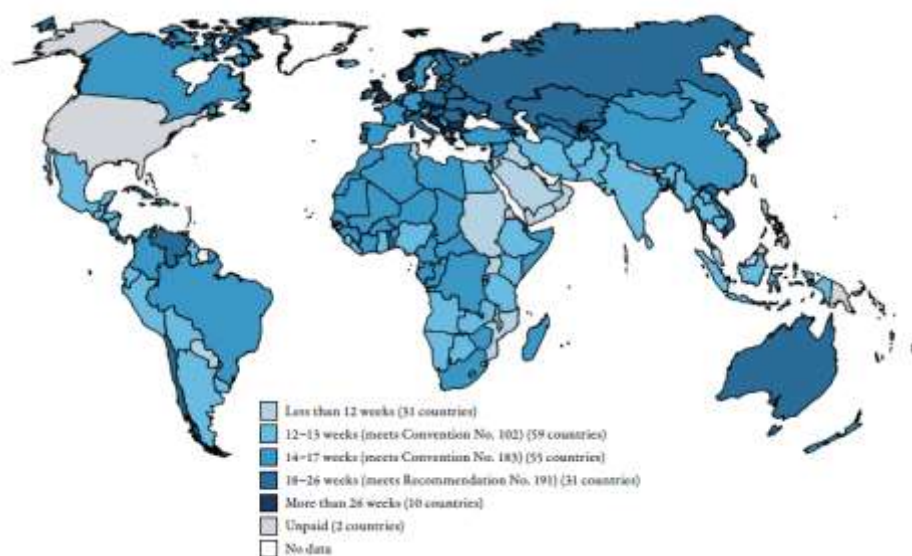 Less than 12 weeks (31 countries)
12–13 weeks (meets Convention No. 102) (59 countries)
14–17 weeks (meets Convention No. 183) (55 countries)
18–26 weeks (meets Recommendation No. 191) (31 countries)
More than 26 weeks (10 countries)
Unpaid (2 countries)
No data